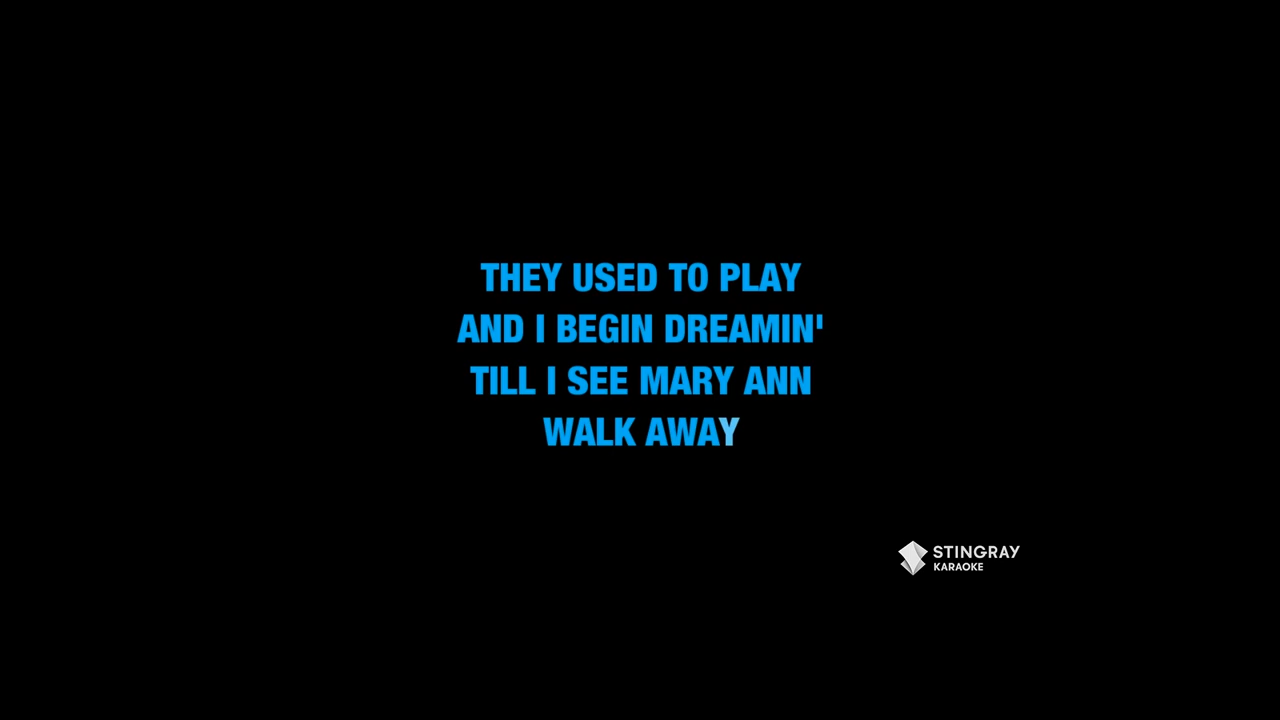 THEY USED TO PLAY
AND I BEGIN DREAMIN'
TILL I SEE MARY ANN
WALK AWAY
STINGRAY
KARAOKE